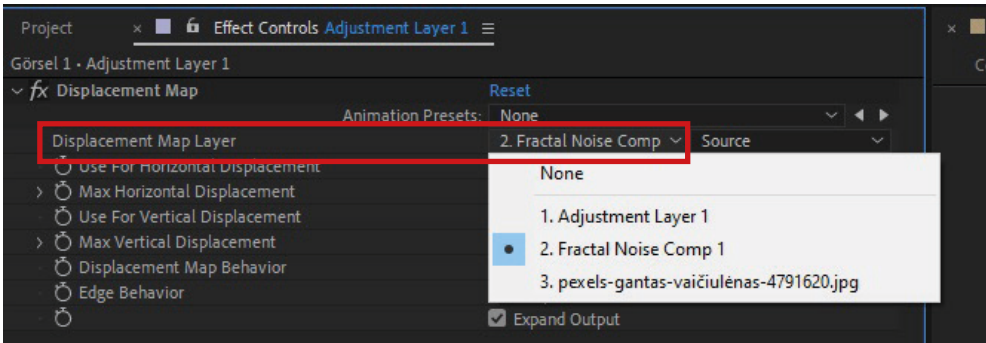 Project × Effect Controls Adjustment Layer 1 ×
Görsel 1 • Adjustment Layer 1
fx Displacement Map Reset
Animation Presets: None
Displacement Map Layer 2. Fractal Noise Comp Source
Use For Horizontal Displacement
None
Max Horizontal Displacement
Use For Vertical Displacement 1. Adjustment Layer 1
Max Vertical Displacement 2. Fractal Noise Comp 1
Displacement Map Behavior 3. pexels-gantas-vaičiulėnas-4791620.jpg
Edge Behavior
Expand Output